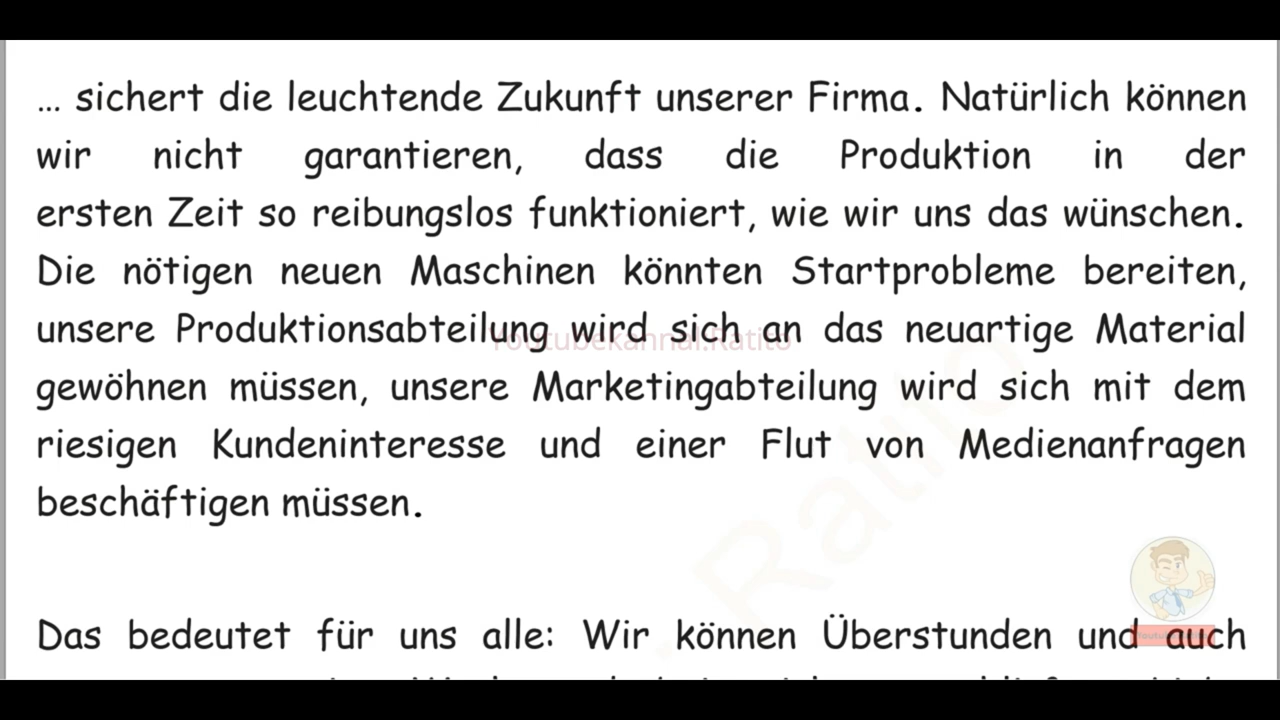 … sichert die leuchtende Zukunft unserer Firma. Natürlich können
wir nicht garantieren, dass die Produktion in der
ersten Zeit so reibungslos funktioniert, wie wir uns das wünschen.
Die nötigen neuen Maschinen könnten Startprobleme bereiten,
unsere Produktionsabteilung wird sich an das neuartige Material
Youtubekannal:Ratito
gewöhnen müssen, unsere Marketingabteilung wird sich mit dem
riesigen Kundeninteresse und einer Flut von Medienanfragen
beschäftigen müssen.
Ratito
Das bedeutet für uns alle: Wir können Überstunden und auch